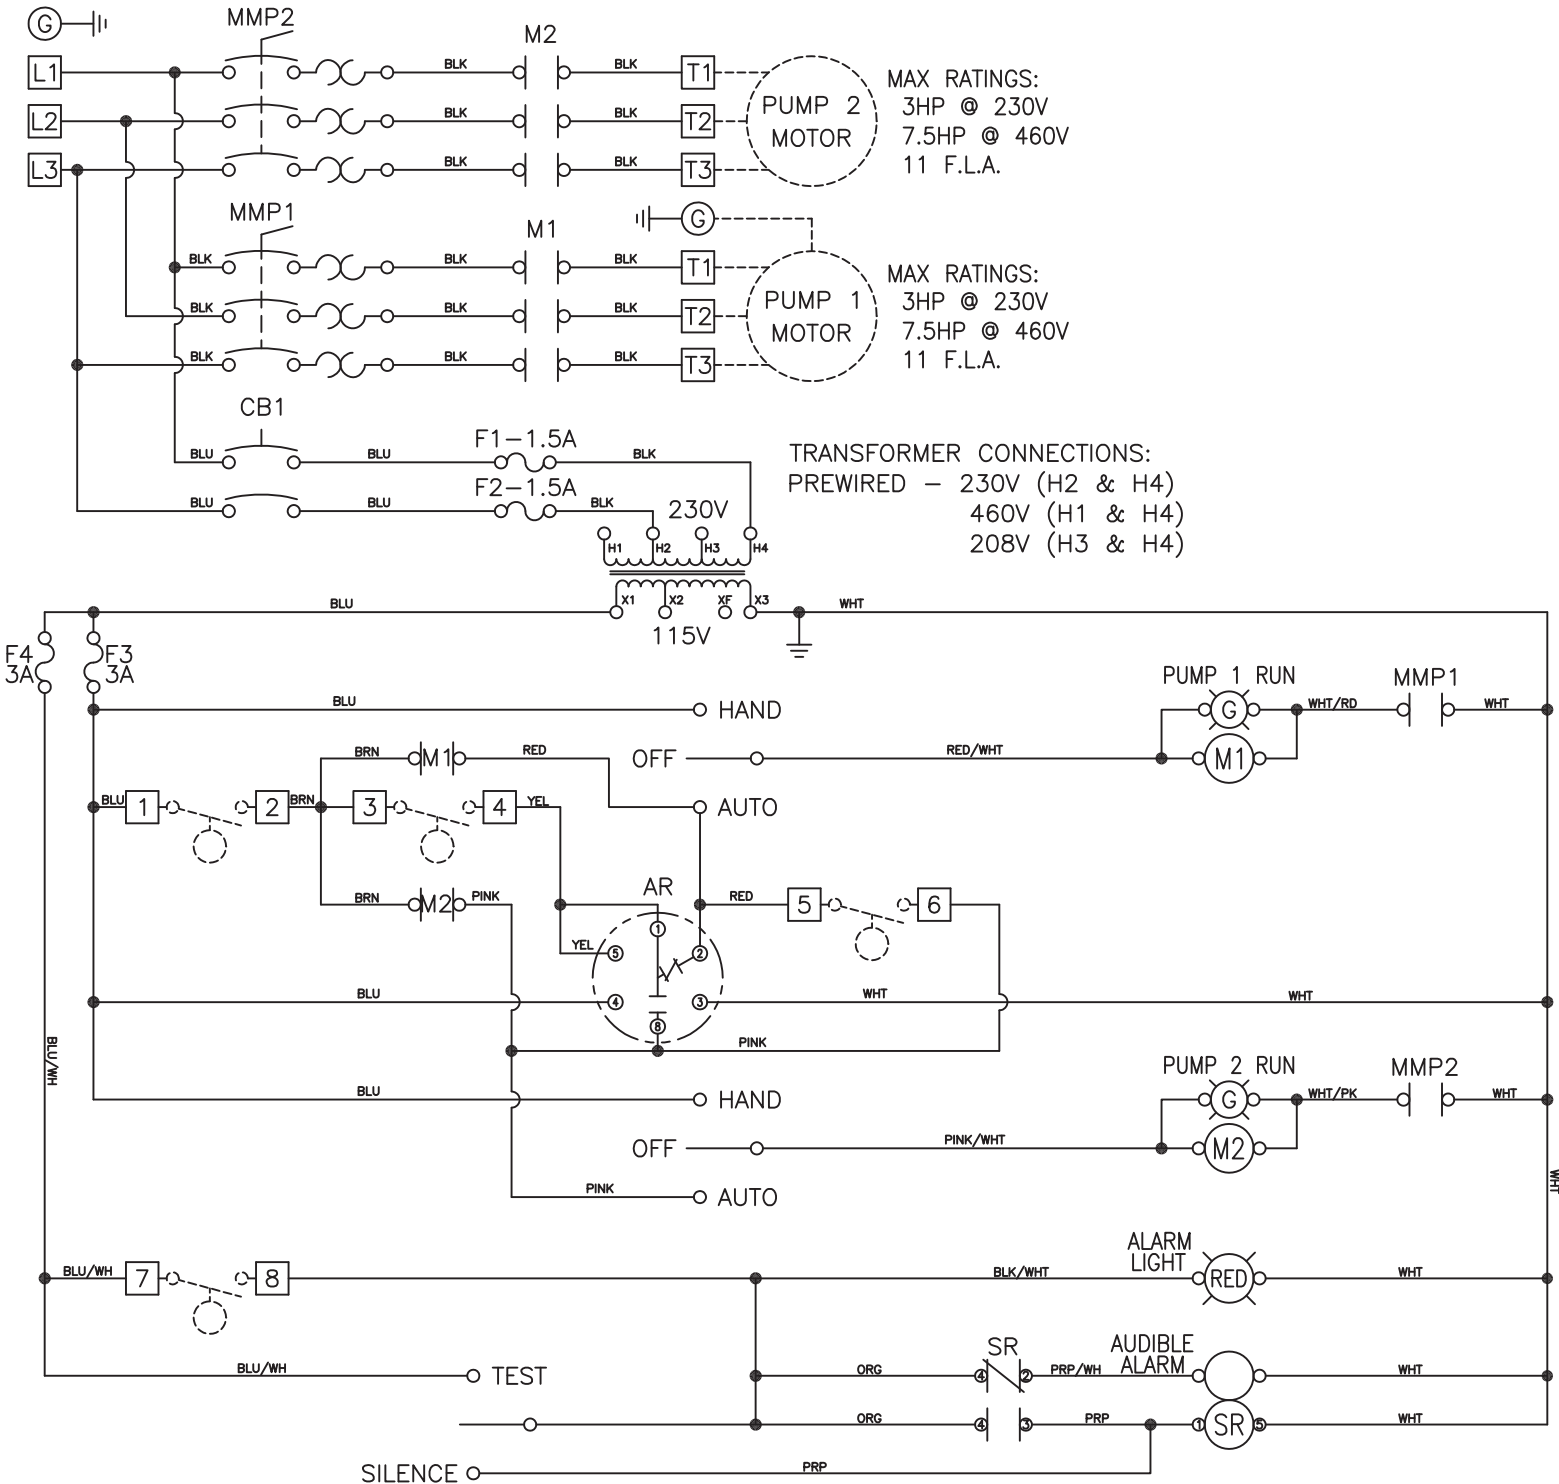 G
MMP2
M2
L1
BLK
BLK
T1
L2
BLK
BLK
T2
L3
BLK
BLK
T3
PUMP 2
MOTOR
MAX RATINGS:
3HP @ 230V
7.5HP @ 460V
11 F.L.A.
MMP1
M1
G
BLK
BLK
BLK
T1
BLK
BLK
BLK
T2
BLK
BLK
BLK
T3
PUMP 1
MOTOR
MAX RATINGS:
3HP @ 230V
7.5HP @ 460V
11 F.L.A.
CB1
BLU
BLU
F1-1.5A
BLK
BLU
BLU
F2-1.5A
BLK
230V
TRANSFORMER CONNECTIONS:
PREWIRED - 230V (H2 & H4)
460V (H1 & H4)
208V (H3 & H4)
H1
H2
H3
H4
X1
X2
XF
X3
115V
BLU
WHT
F4
3A
F3
3A
BLU
HAND
PUMP 1 RUN
G
WHT/RD
MMP1
WHT
BRN
M1
RED
OFF
RED/WHT
M1
BLU
1
2
BRN
3
4
YEL
AUTO
BRN
M2
PINK
AR
RED
5
6
1
YEL
5
2
BLU
4
3
WHT
WHT
8
PINK
BLU/WH
BLU
HAND
PUMP 2 RUN
G
WHT/PK
MMP2
WHT
OFF
PINK/WHT
M2
PINK
AUTO
WHT
BLU/WH
7
8
BLK/WHT
ALARM
LIGHT
RED
WHT
BLU/WH
TEST
ORG
SR
4
2
PRP/WH
AUDIBLE
ALARM
WHT
ORG
4
3
PRP
1
SR
5
WHT
SILENCE
PRP